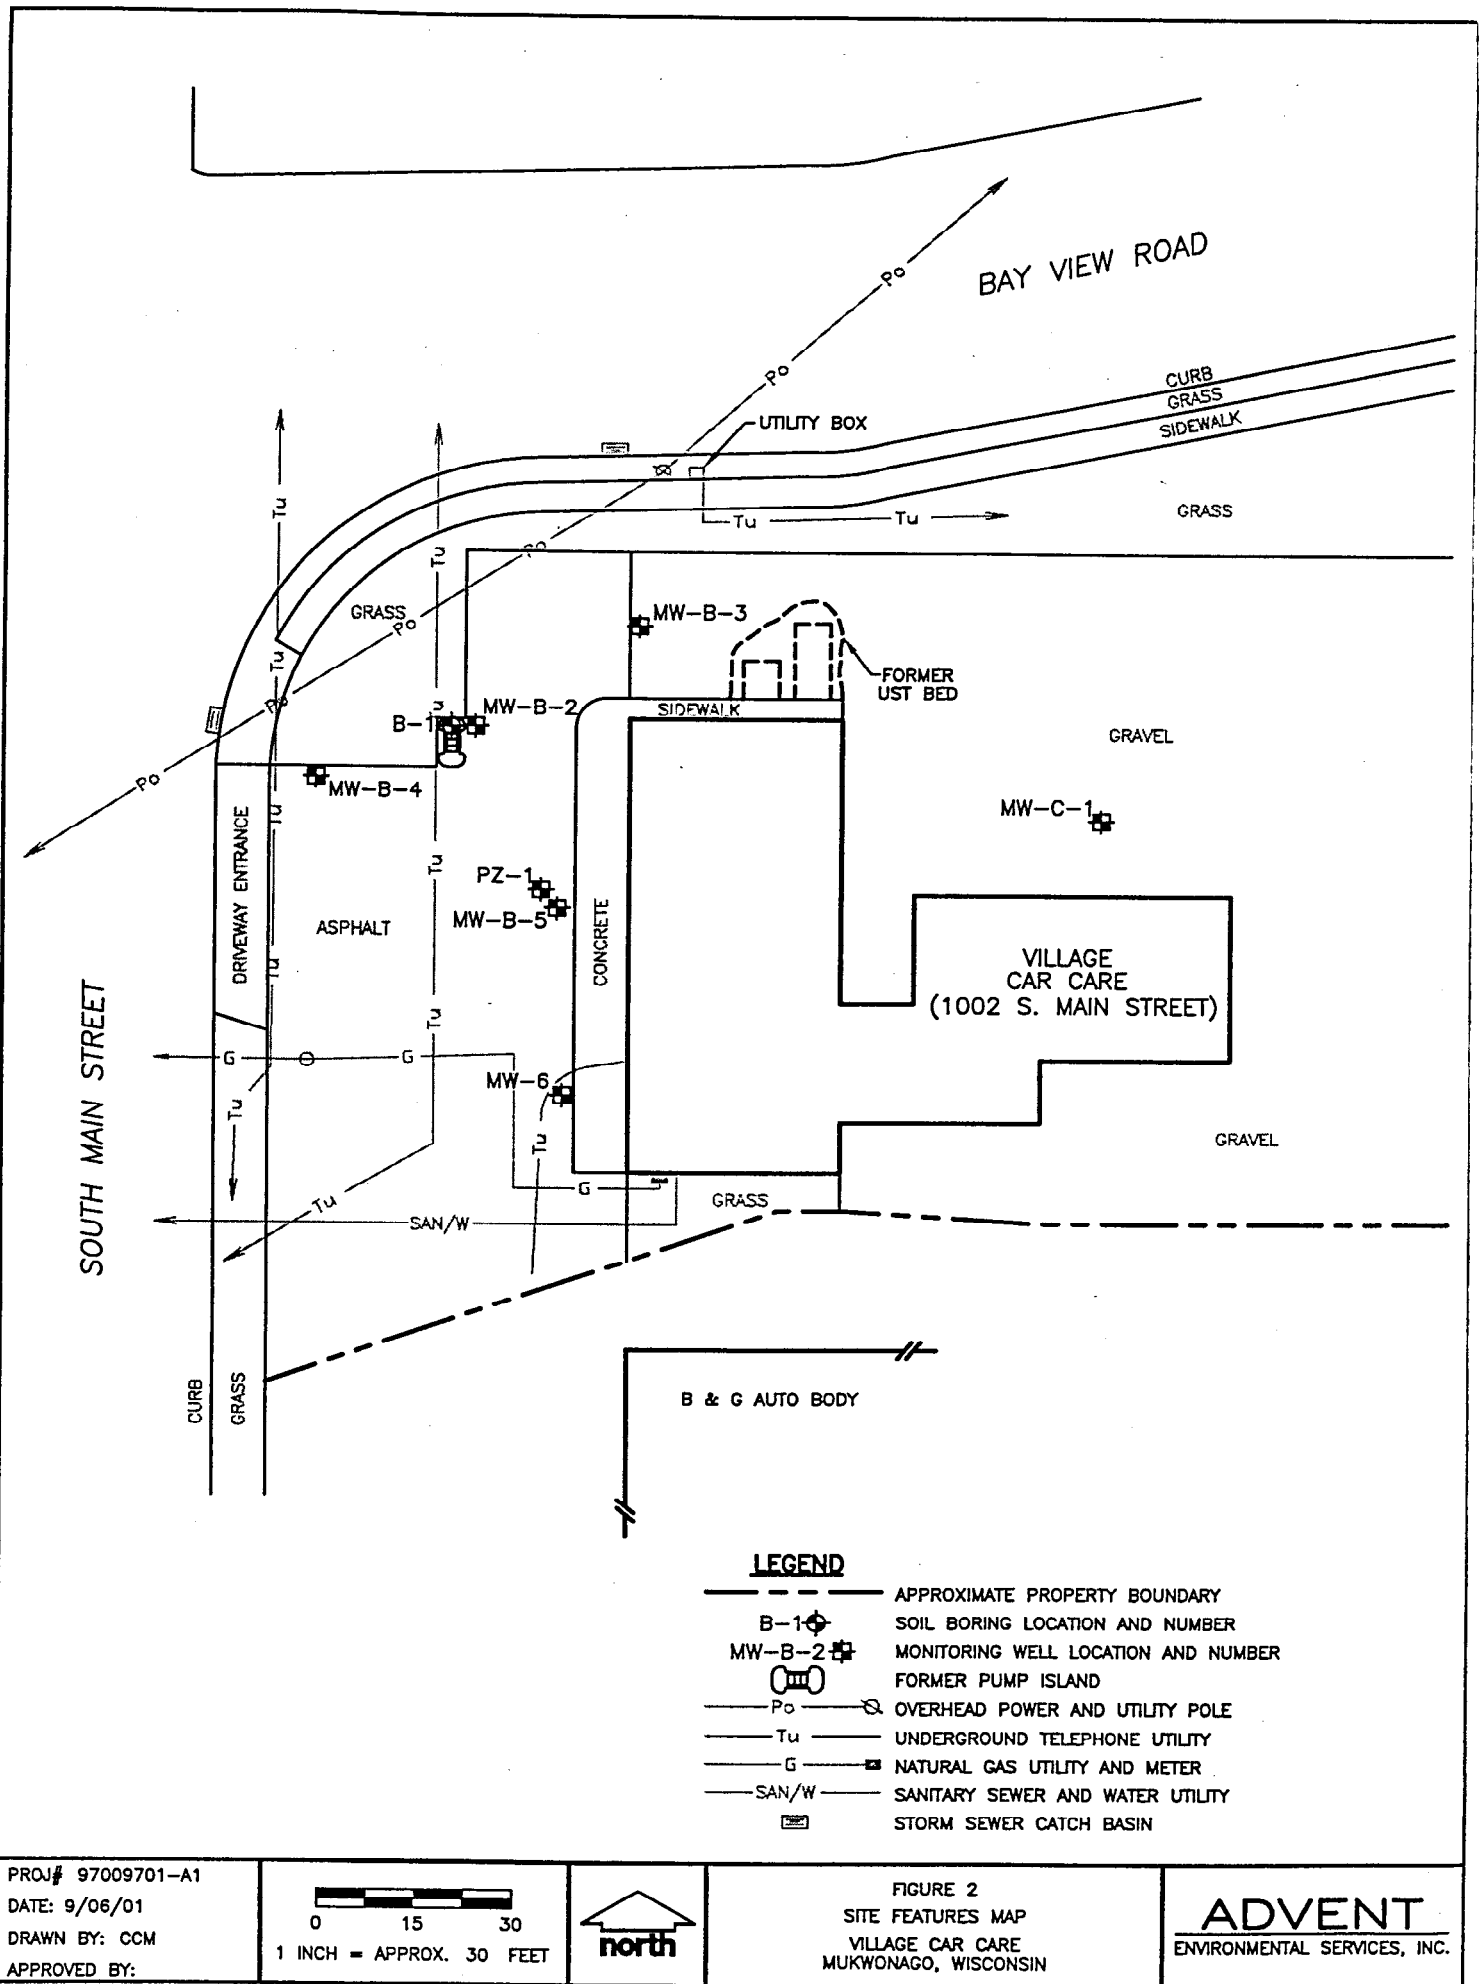 BAY VIEW ROAD
Po
Po
CURB
GRASS
SIDEWALK
UTILITY BOX
GRASS
Tu
Tu
Tu
Tu
Po
GRASS
Po
MW-B-3
Tu
FORMER
UST BED
Po
Tu
B-1
MW-B-2
SIDEWALK
GRAVEL
Po
MW-B-4
Tu
MW-C-1
DRIVEWAY ENTRANCE
Tu
PZ-1
MW-B-5
ASPHALT
CONCRETE
Tu
VILLAGE
CAR CARE
(1002 S. MAIN STREET)
Tu
SOUTH MAIN STREET
G
G
MW-6
Tu
Tu
GRAVEL
Tu
G
GRASS
SAN/W
CURB
GRASS
B & G AUTO BODY
LEGEND
APPROXIMATE PROPERTY BOUNDARY
B-1 SOIL BORING LOCATION AND NUMBER
MW-B-2 MONITORING WELL LOCATION AND NUMBER
FORMER PUMP ISLAND
Po OVERHEAD POWER AND UTILITY POLE
Tu UNDERGROUND TELEPHONE UTILITY
G NATURAL GAS UTILITY AND METER
SAN/W SANITARY SEWER AND WATER UTILITY
STORM SEWER CATCH BASIN
PROJ# 97009701-A1
DATE: 9/06/01
DRAWN BY: CCM
APPROVED BY:
0 15 30
1 INCH = APPROX. 30 FEET
north
FIGURE 2
SITE FEATURES MAP
VILLAGE CAR CARE
MUKWONAGO, WISCONSIN
ADVENT
ENVIRONMENTAL SERVICES, INC.